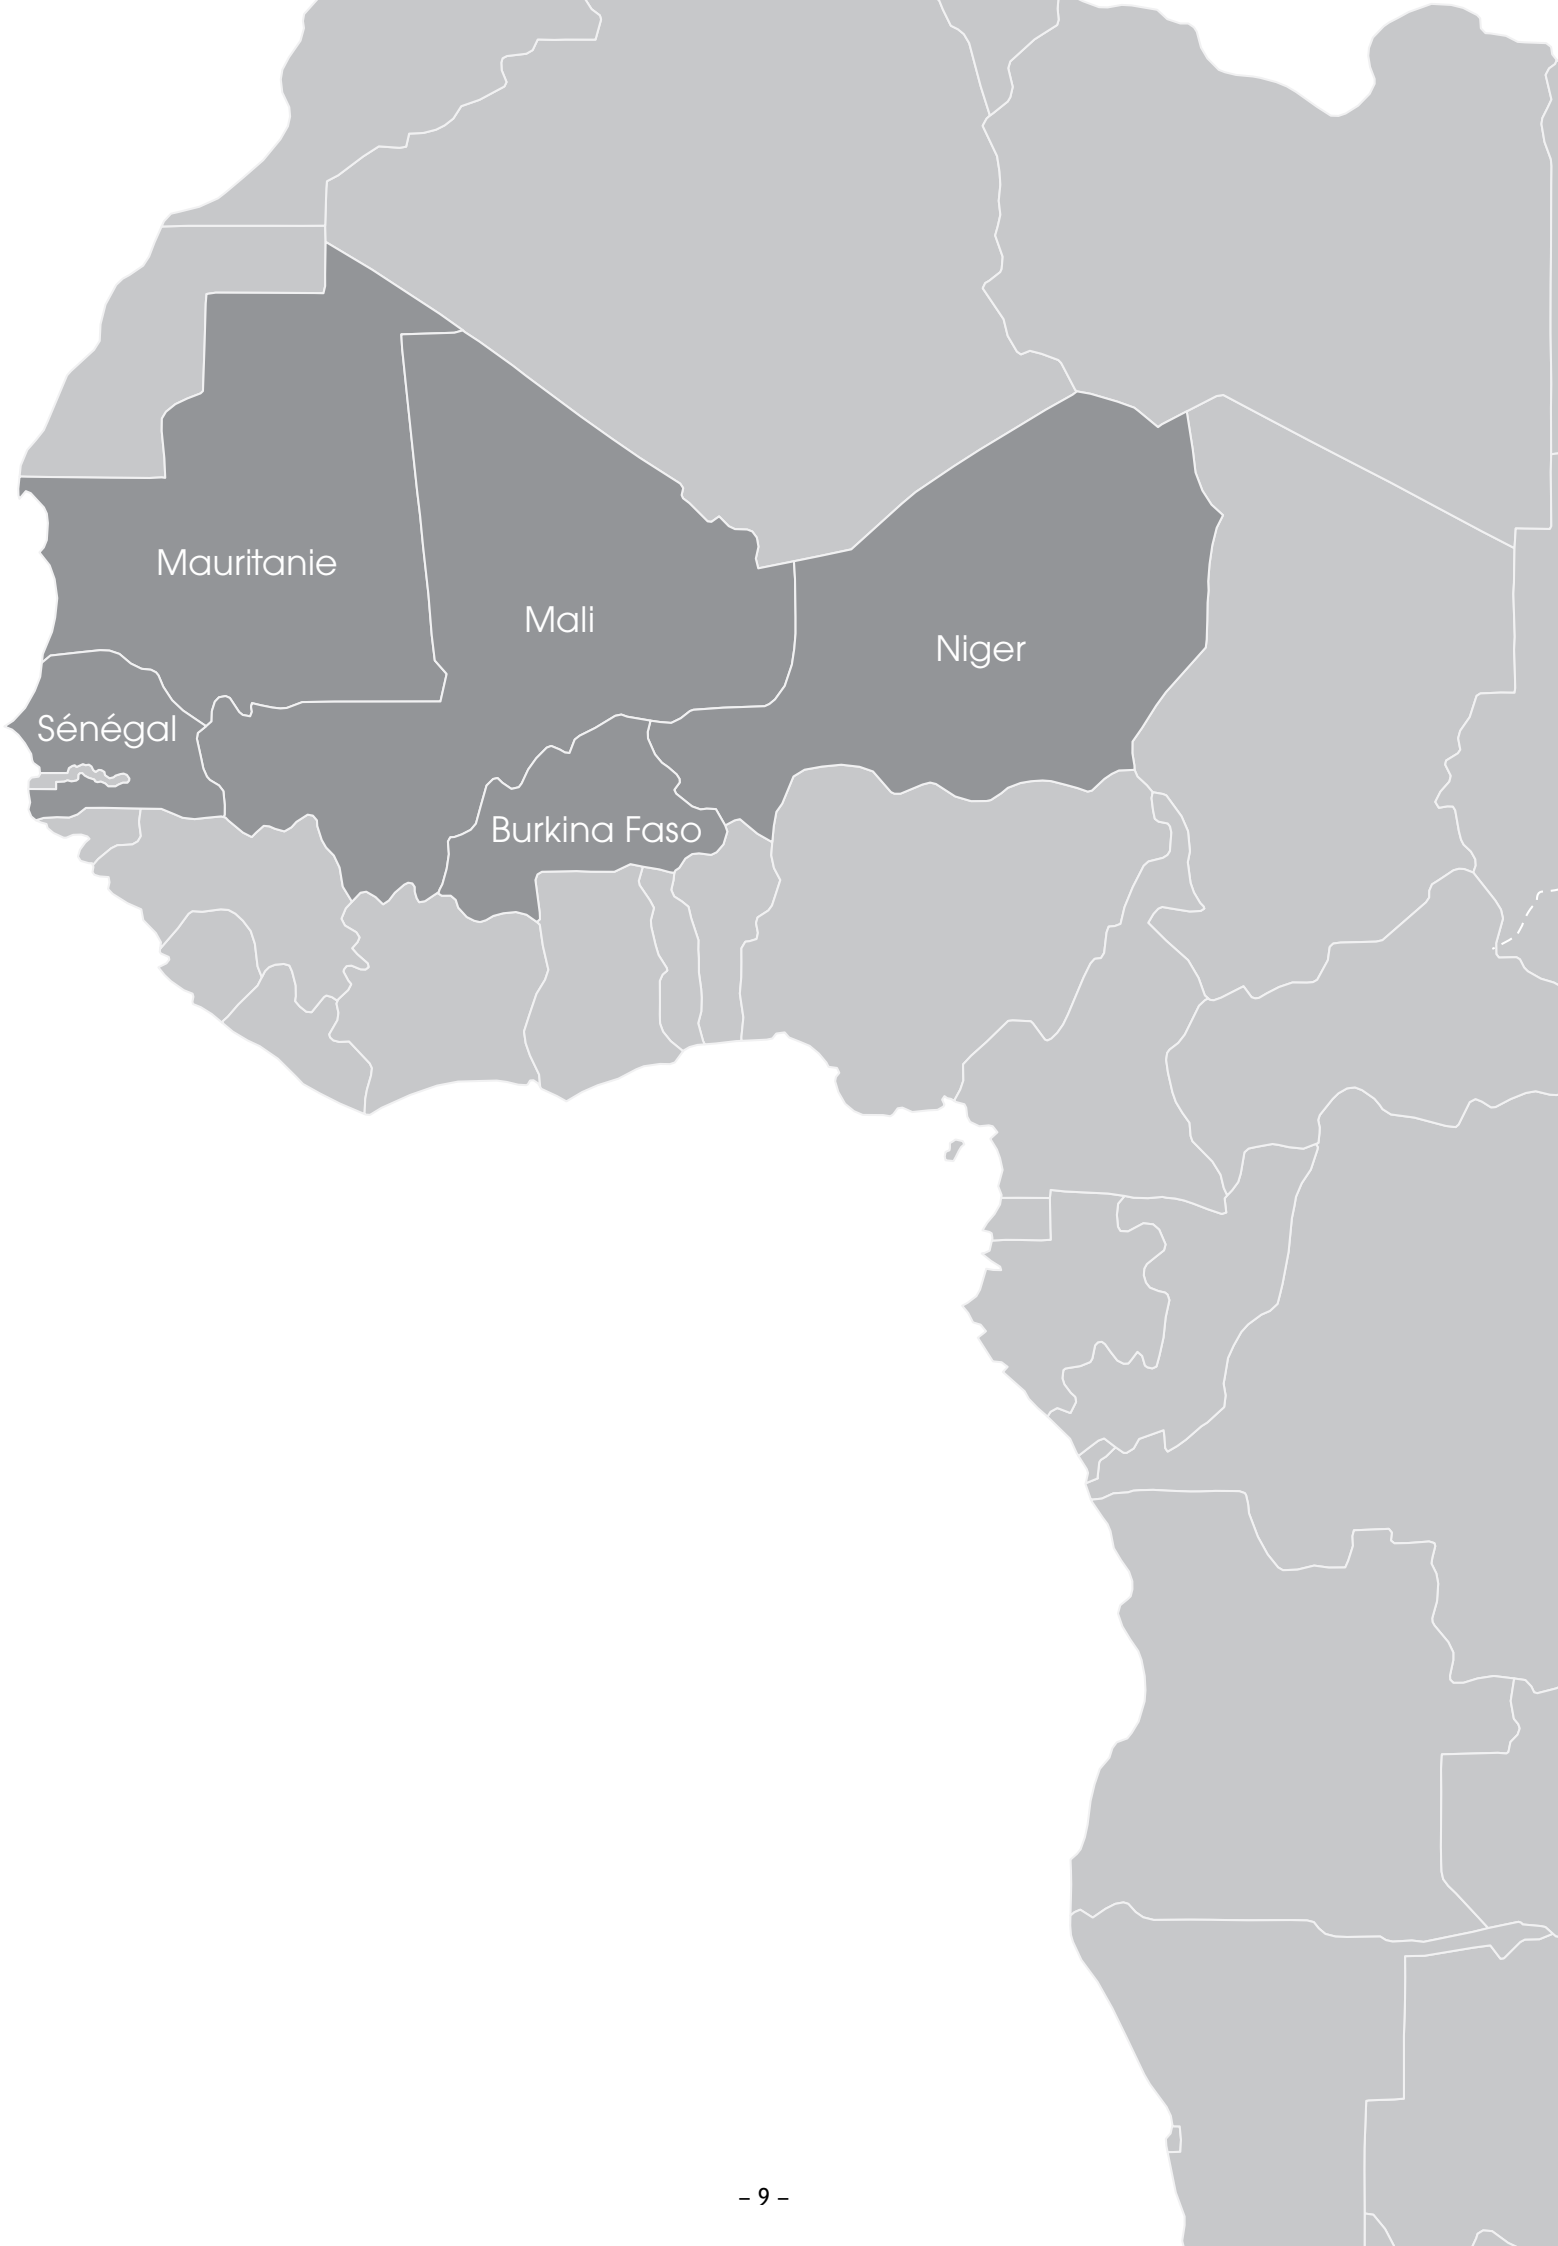 Mauritanie
Mali
Niger
Sénégal
Burkina Faso
– 9 –